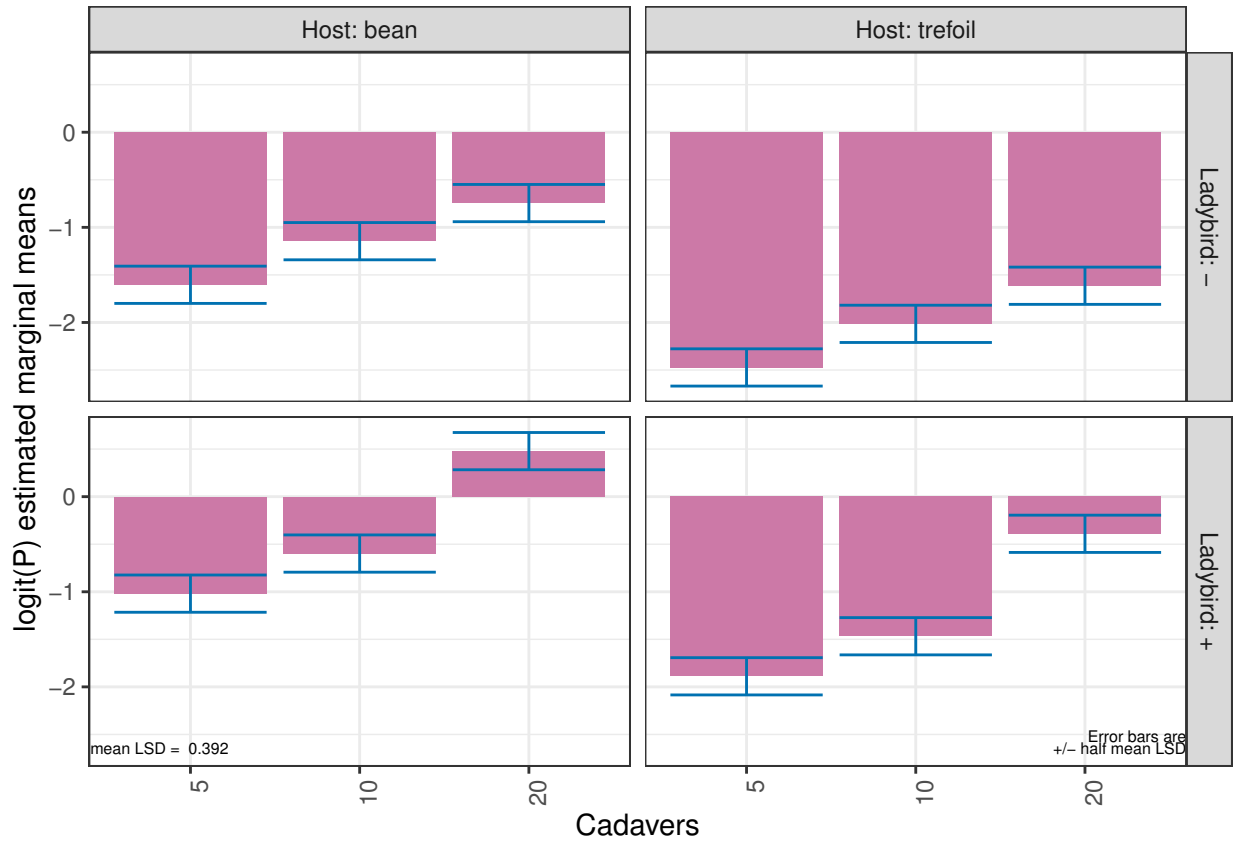 Host: bean
Host: trefoil
Ladybird: −
Ladybird: +
logit(P) estimated marginal means
0
−1
−2
0
−1
−2
mean LSD = 0.392
Error bars are
+/− half mean LSD
5
10
20
5
10
20
Cadavers